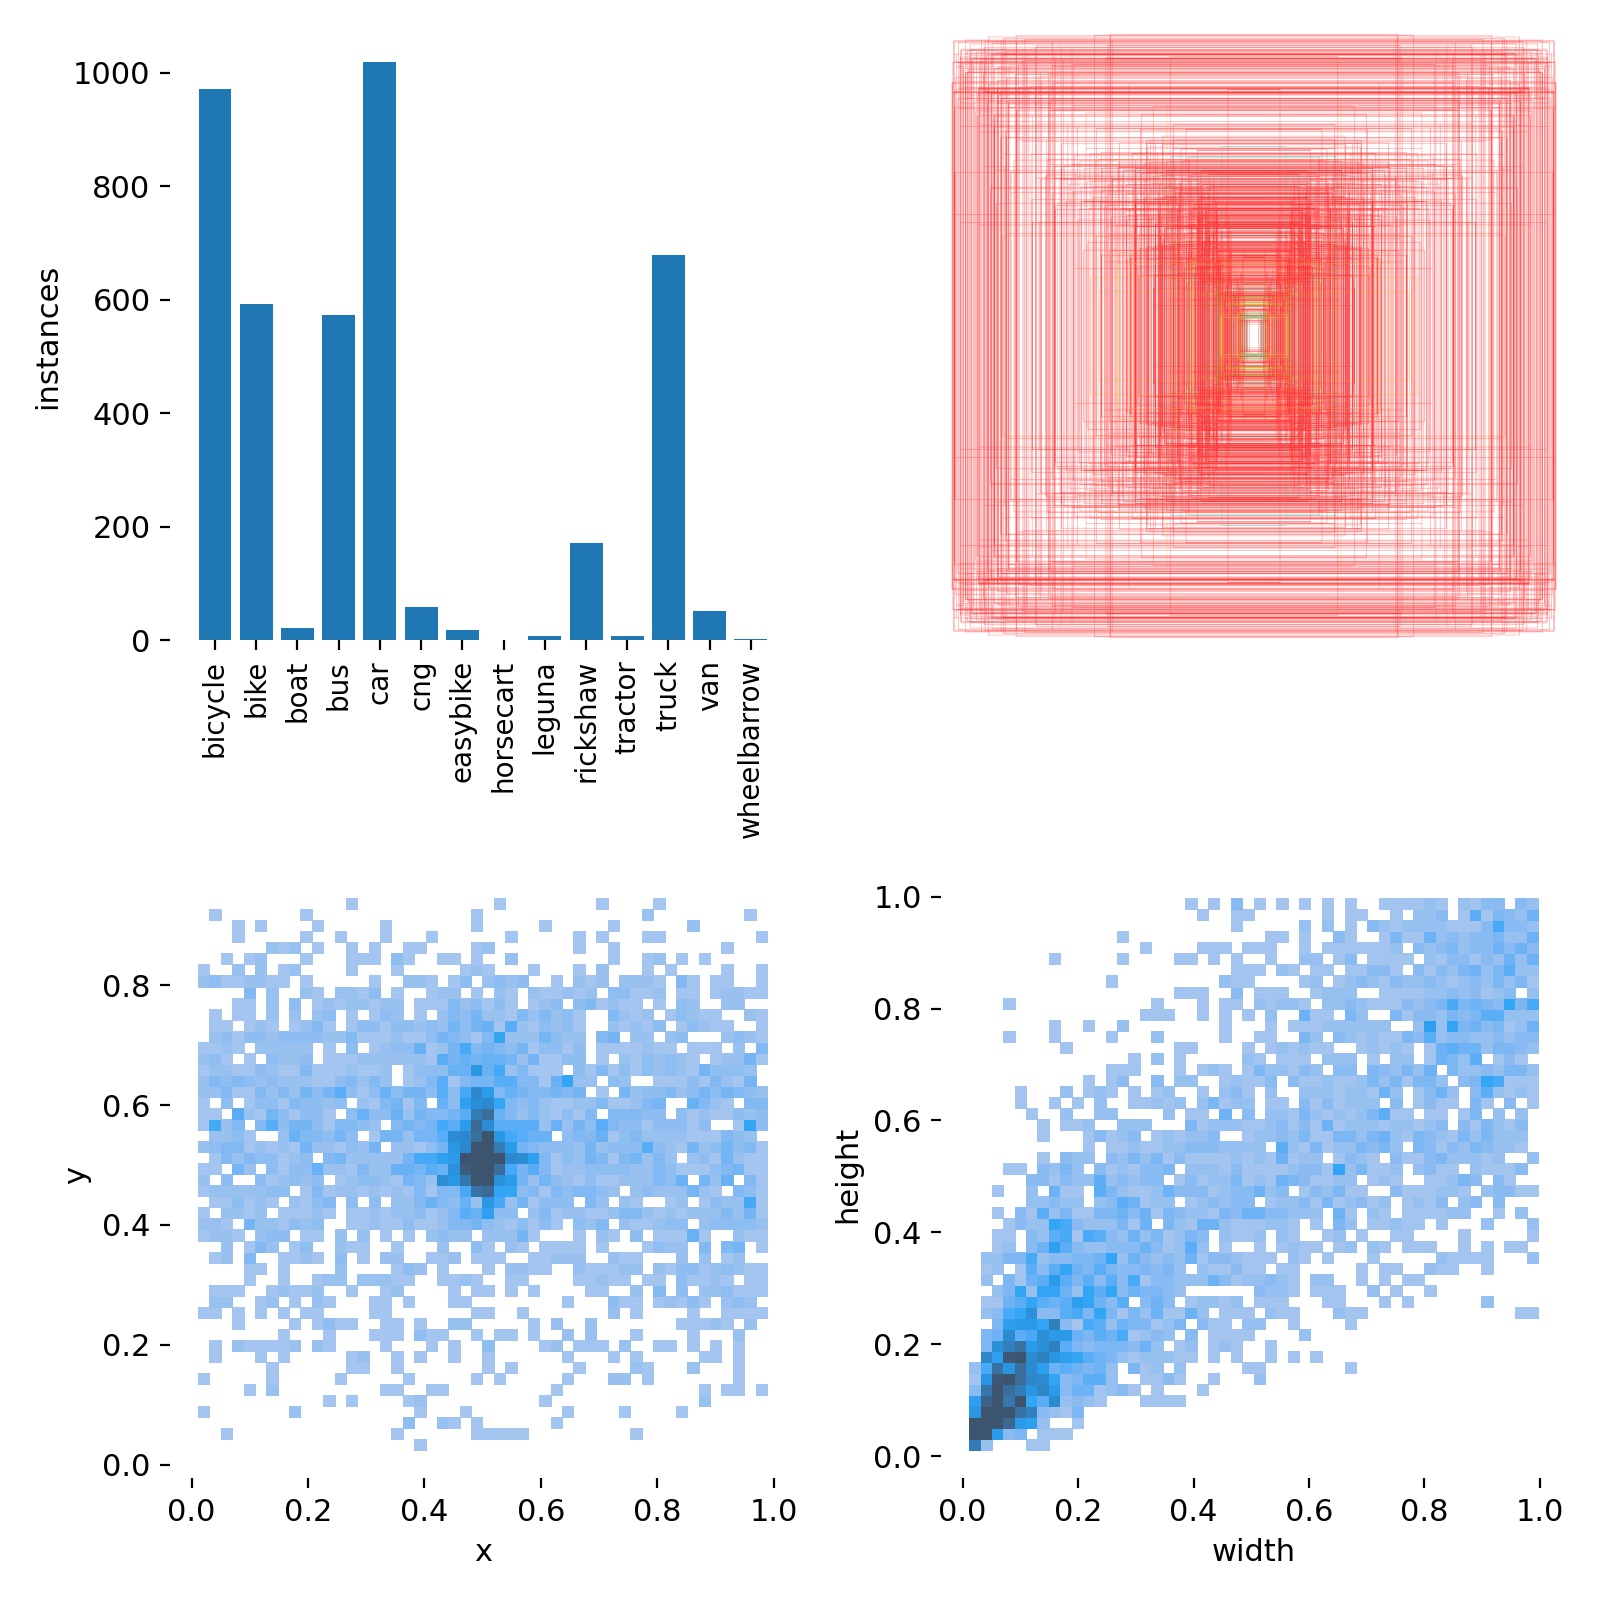 1000
800
600
400
200
0
instances
bicycle
bike
boat
bus
car
cng
easybike
horsecart
leguna
rickshaw
tractor
truck
van
wheelbarrow
0.8
0.6
0.4
0.2
0.0
y
0.0 0.2 0.4 0.6 0.8 1.0
x
1.0
0.8
0.6
0.4
0.2
0.0
height
0.0 0.2 0.4 0.6 0.8 1.0
width